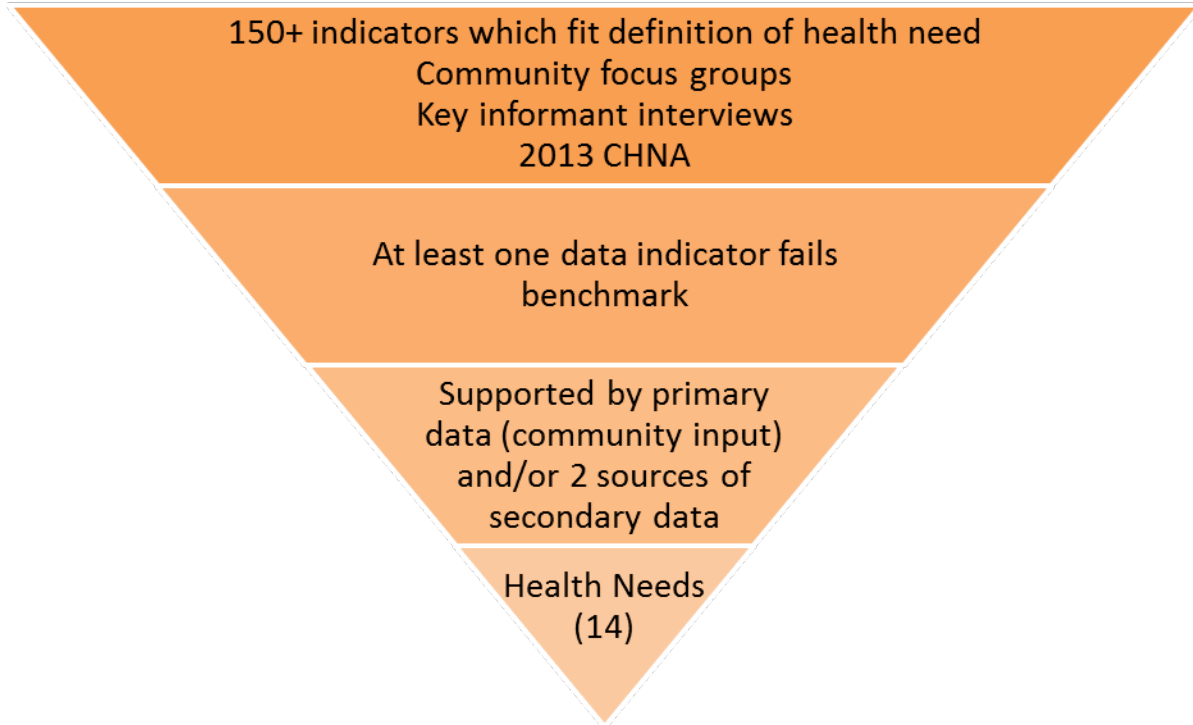 150+ indicators which fit definition of health need
Community focus groups
Key informant interviews
2013 CHNA
At least one data indicator fails
benchmark
Supported by primary
data (community input)
and/or 2 sources of
secondary data
Health Needs
(14)